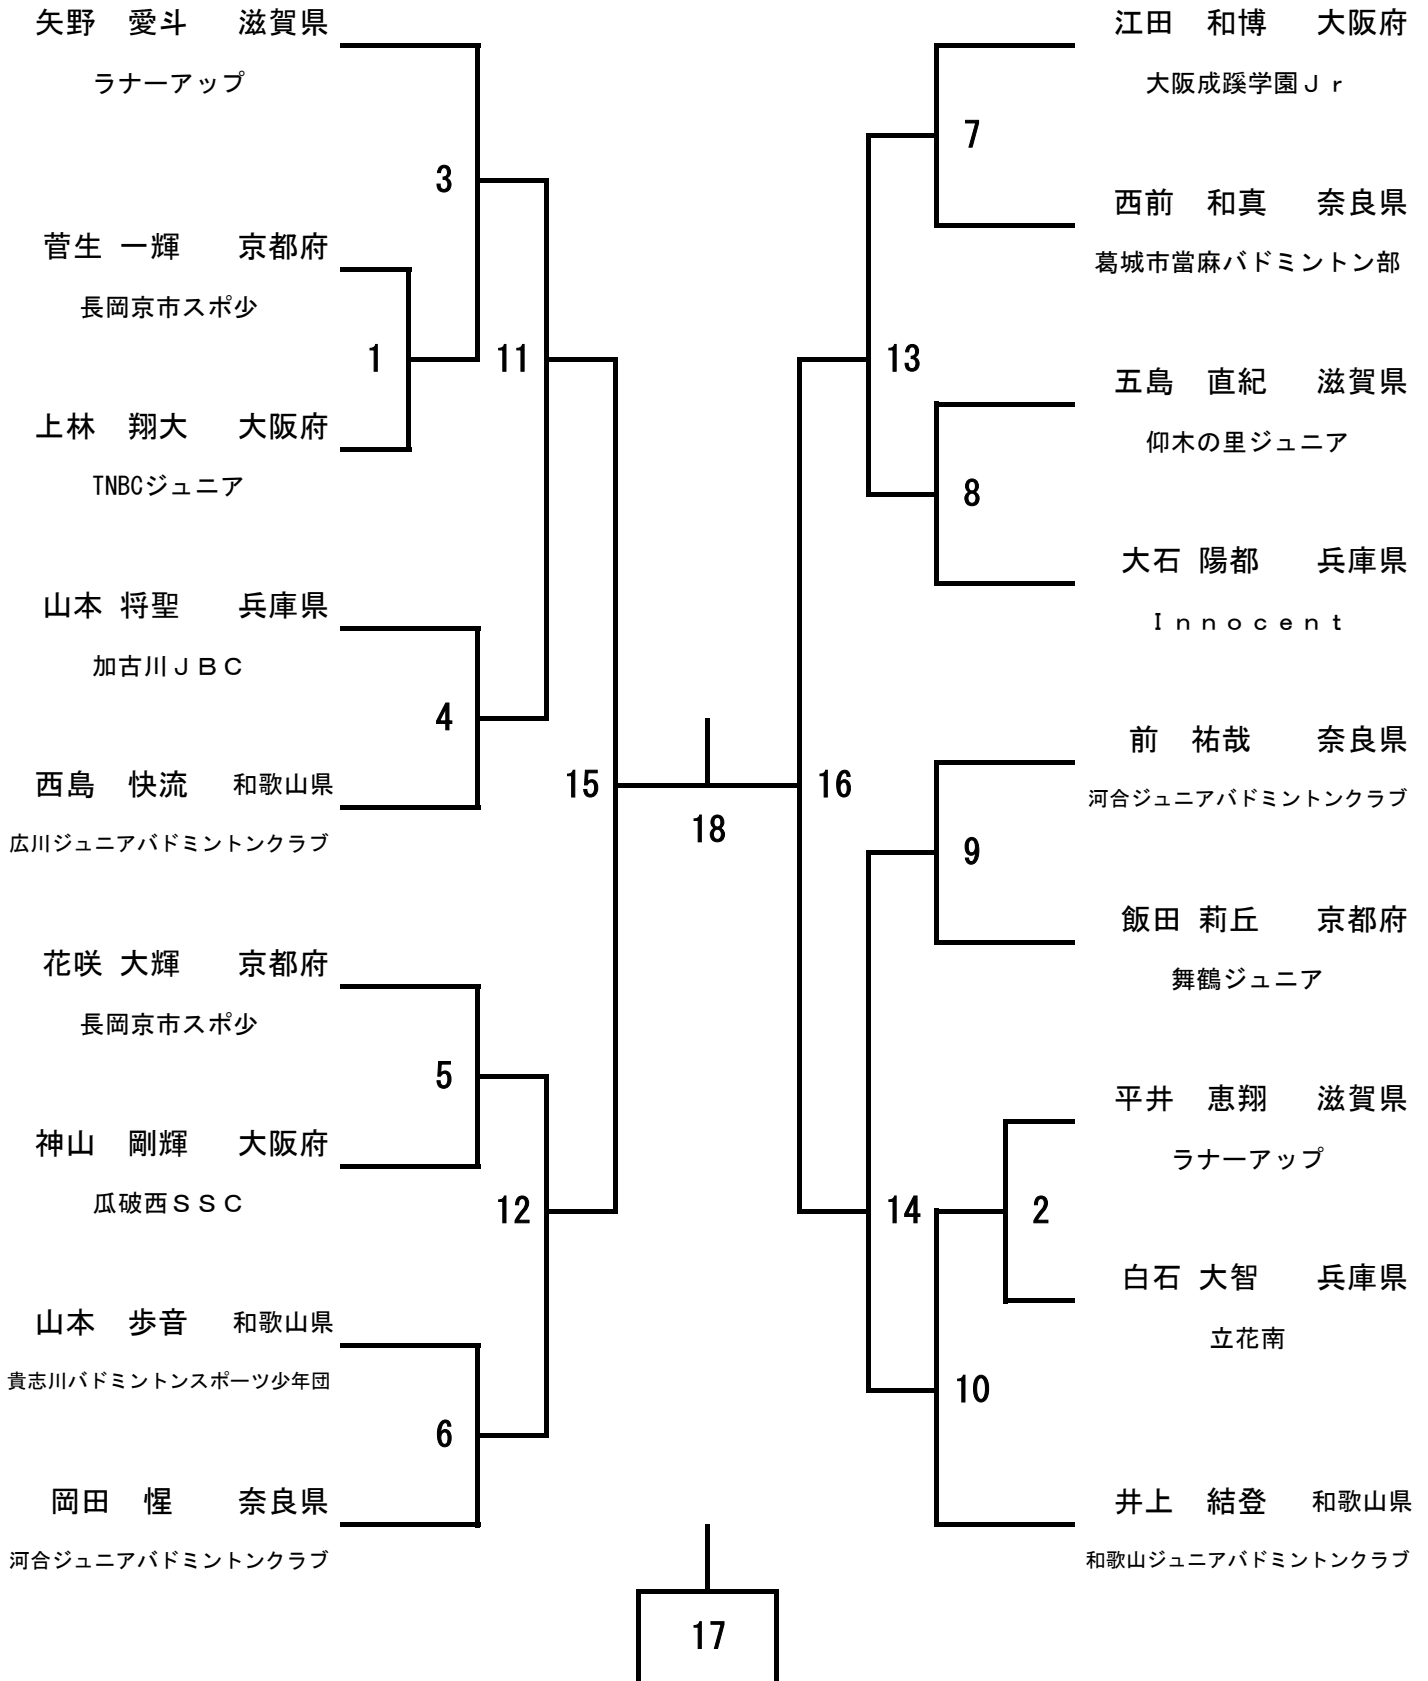 矢野　愛斗　滋賀県
ラナーアップ
3
菅生 一輝　京都府
長岡京市スポ少
1
11
上林　翔大　大阪府
TNBCジュニア
山本 将聖　兵庫県
加古川ＪＢＣ
4
西島　快流　和歌山県
広川ジュニアバドミントンクラブ
15
花咲 大輝　京都府
長岡京市スポ少
5
神山　剛輝　大阪府
瓜破西ＳＳＣ
12
山本　歩音　和歌山県
貴志川バドミントンスポーツ少年団
6
岡田　惺　奈良県
河合ジュニアバドミントンクラブ
18
17
江田　和博　大阪府
大阪成蹊学園Ｊｒ
7
西前　和真　奈良県
葛城市當麻バドミントン部
13
五島　直紀　滋賀県
仰木の里ジュニア
8
大石 陽都　兵庫県
Ｉｎｎｏｃｅｎｔ
16
前　祐哉　奈良県
河合ジュニアバドミントンクラブ
9
飯田 莉丘　京都府
舞鶴ジュニア
平井　恵翔　滋賀県
ラナーアップ
14
2
白石 大智　兵庫県
立花南
10
井上　結登　和歌山県
和歌山ジュニアバドミントンクラブ